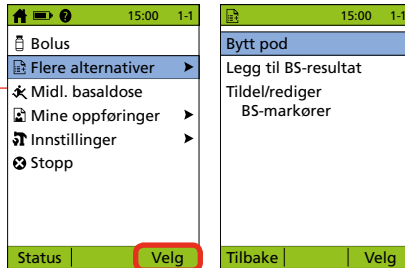 15:00 1-1
Bolus
Flere alternativer
Midl. basaldose
Mine oppføringer
Innstillinger
Stopp
Status Velg
15:00 1-1
Bytt pod
Legg til BS-resultat
Tildel/rediger
BS-markører
Tilbake Velg